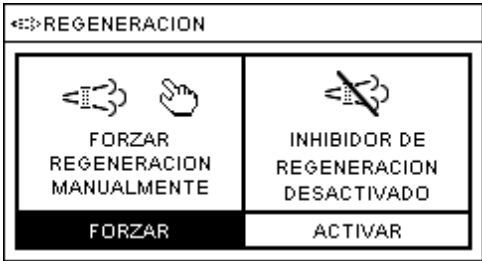 REGENERACION
FORZAR
REGENERACION
MANUALMENTE
INHIBIDOR DE
REGENERACION
DESACTIVADO
FORZAR
ACTIVAR